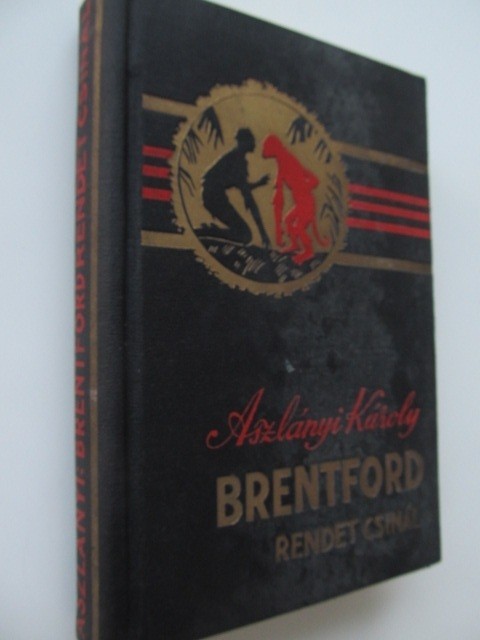 ASZLÁNYI: BRENTFORD RENDET CSINÁL
Aszlányi Károly
BRENTFORD
RENDET CSINÁL